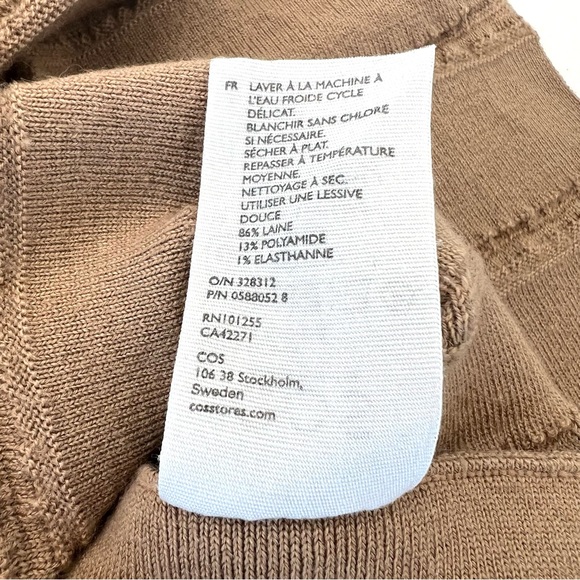 FR LAVER À LA MACHINE À
L'EAU FROIDE CYCLE
DÉLICAT.
BLANCHIR SANS CHLORE
SI NÉCESSAIRE.
SÉCHER À PLAT.
REPASSER À TEMPÉRATURE
MOYENNE.
NETTOYAGE À SEC.
UTILISER UNE LESSIVE
DOUCE
86% LAINE
13% POLYAMIDE
1% ELASTHANNE
O/N 328312
P/N 0588052 8
RN101255
CA42271
COS
106 38 Stockholm,
Sweden
cosstores.com